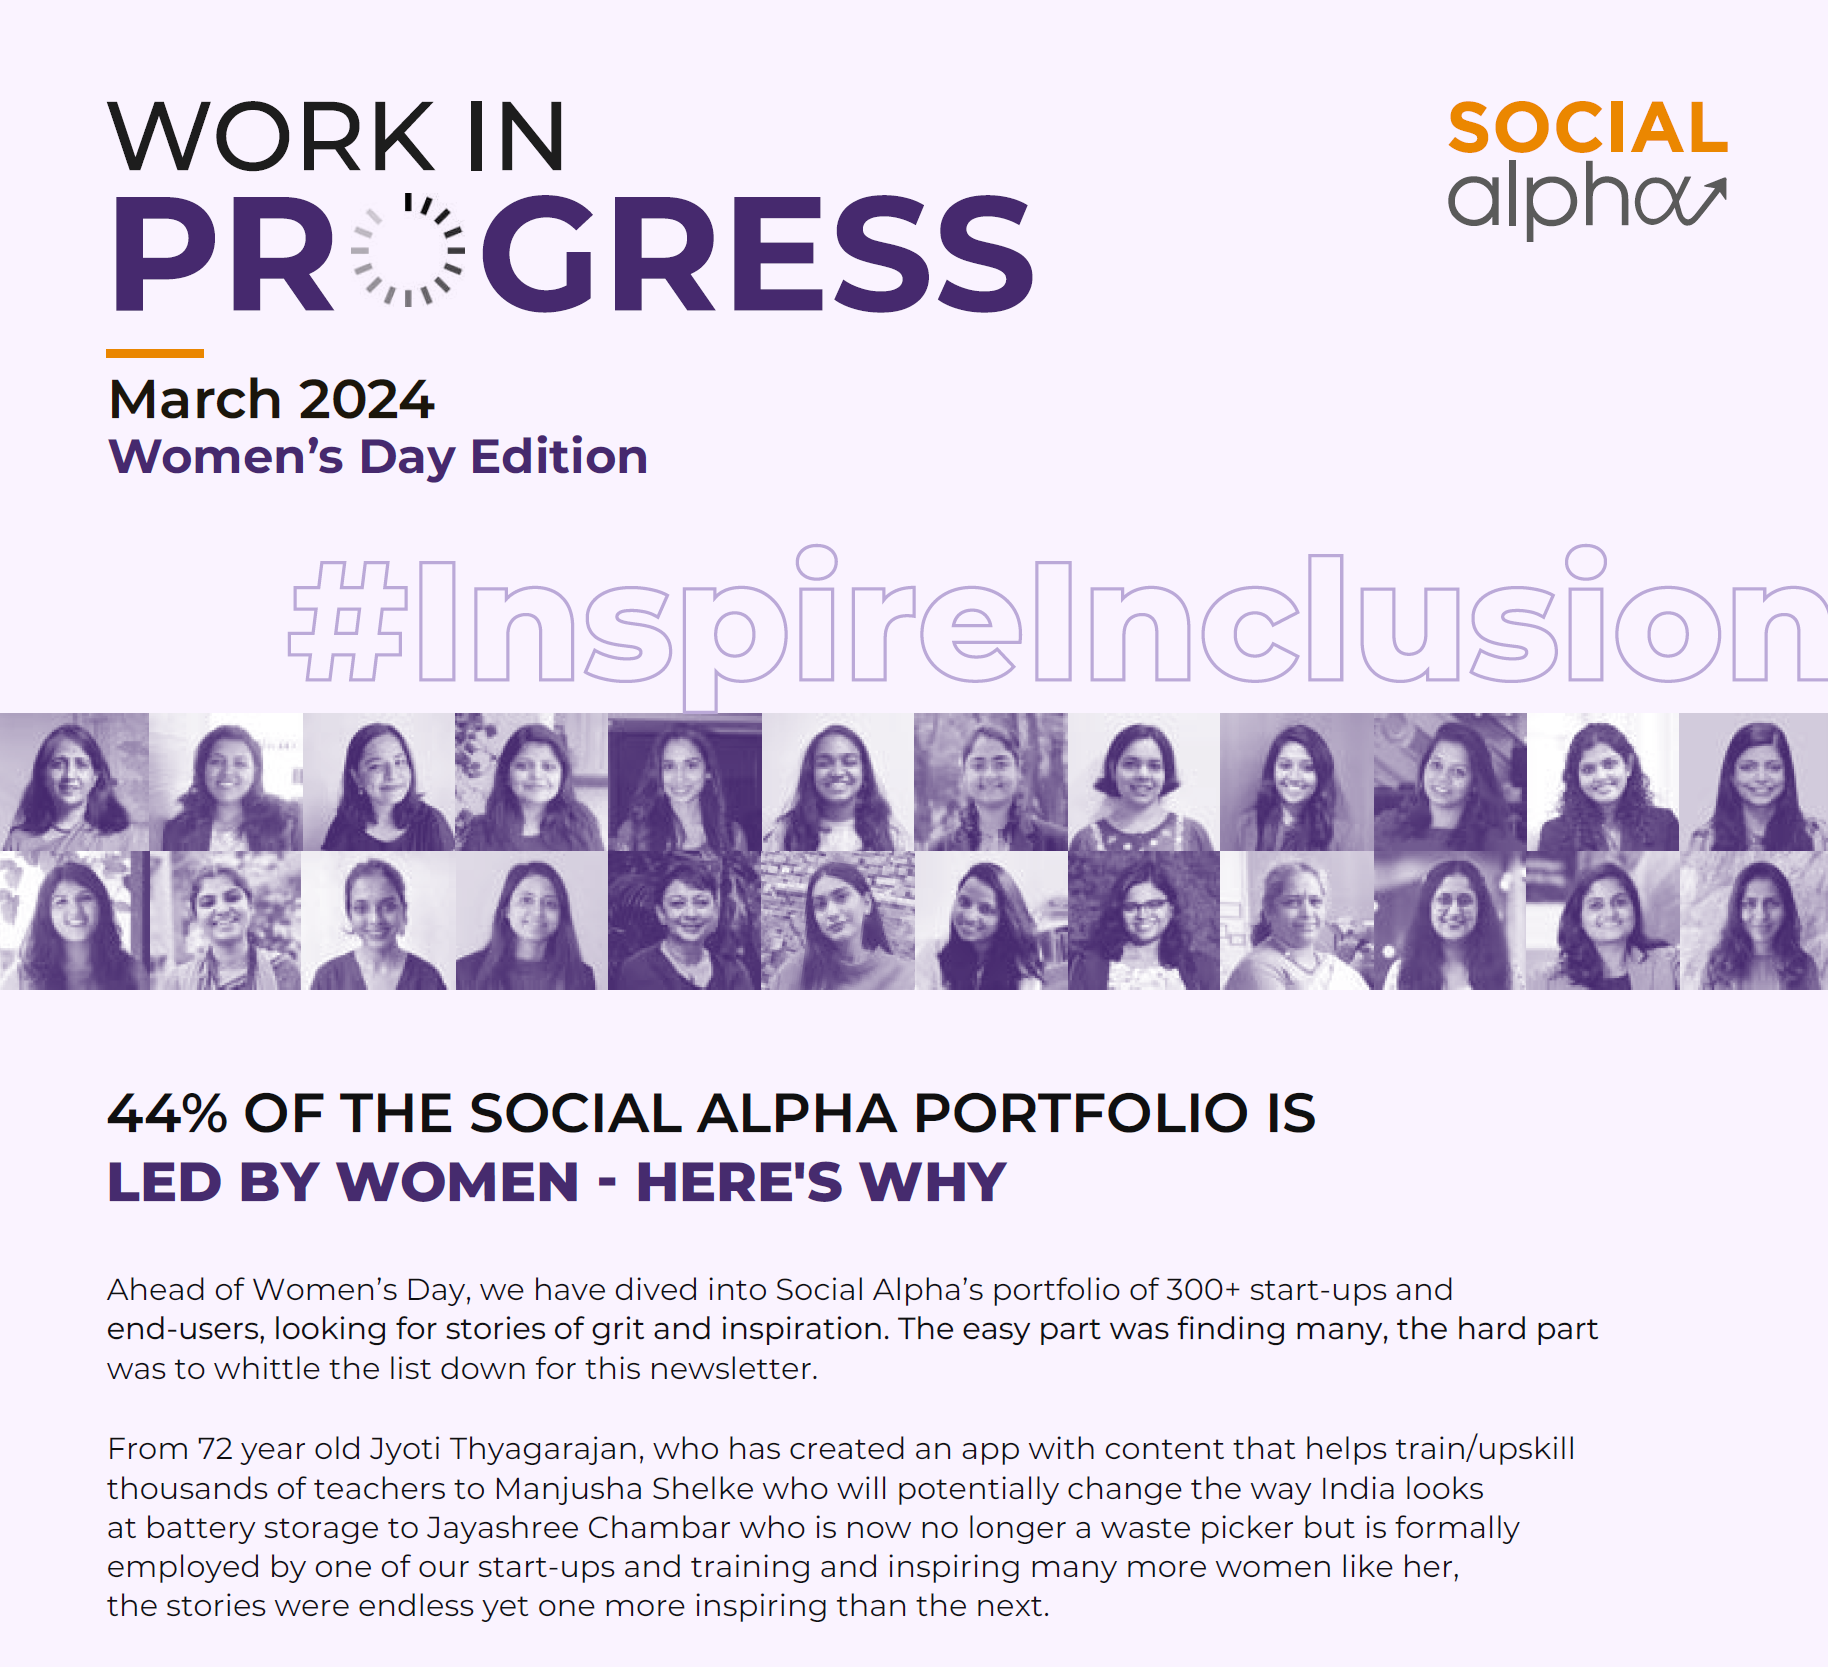 WORK IN
PROGRESS
SOCIAL
alpha
March 2024
Women’s Day Edition
#InspireInclusion
44% OF THE SOCIAL ALPHA PORTFOLIO IS
LED BY WOMEN - HERE'S WHY
Ahead of Women’s Day, we have dived into Social Alpha’s portfolio of 300+ start-ups and
end-users, looking for stories of grit and inspiration. The easy part was finding many, the hard part
was to whittle the list down for this newsletter.
From 72 year old Jyoti Thyagarajan, who has created an app with content that helps train/upskill
thousands of teachers to Manjusha Shelke who will potentially change the way India looks
at battery storage to Jayashree Chambar who is now no longer a waste picker but is formally
employed by one of our start-ups and training and inspiring many more women like her,
the stories were endless yet one more inspiring than the next.